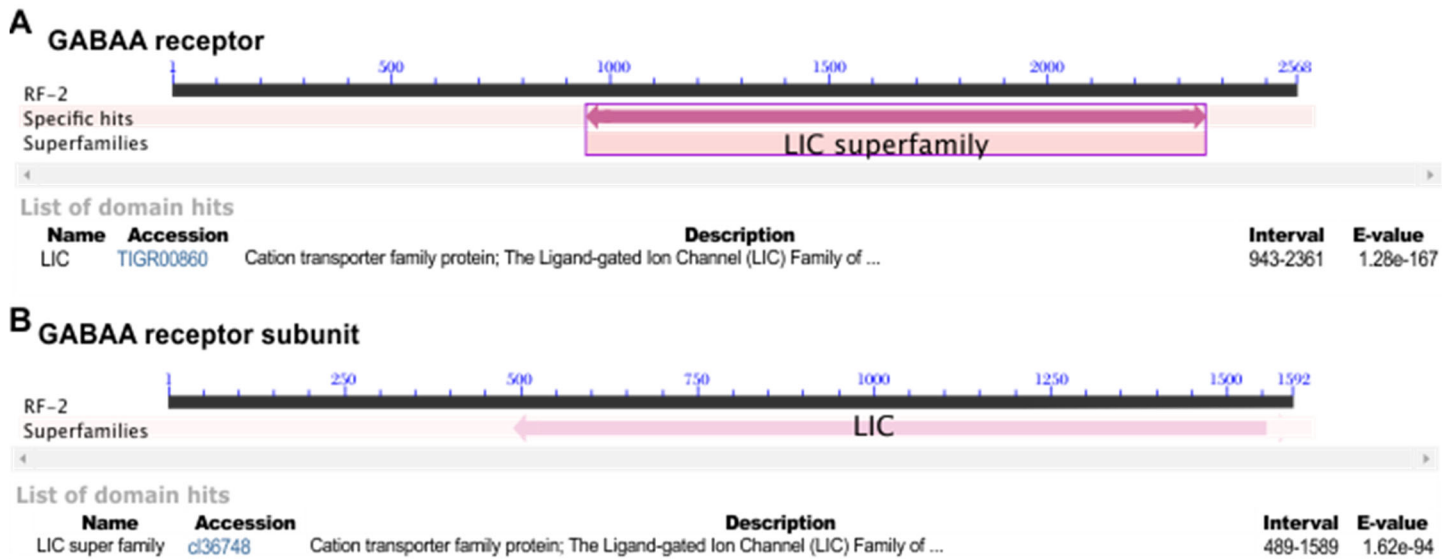 A GABAA receptor
1 500 1000 1500 2000 2568
RF-2
Specific hits
Superfamilies LIC superfamily
List of domain hits
Name Accession Description Interval E-value
LIC TIGR00860 Cation transporter family protein; The Ligand-gated Ion Channel (LIC) Family of ... 943-2361 1.28e-167
B GABAA receptor subunit
1 250 500 750 1000 1250 1500 1592
RF-2
Superfamilies LIC
List of domain hits
Name Accession Description Interval E-value
LIC super family cl36748 Cation transporter family protein; The Ligand-gated Ion Channel (LIC) Family of ... 489-1589 1.62e-94